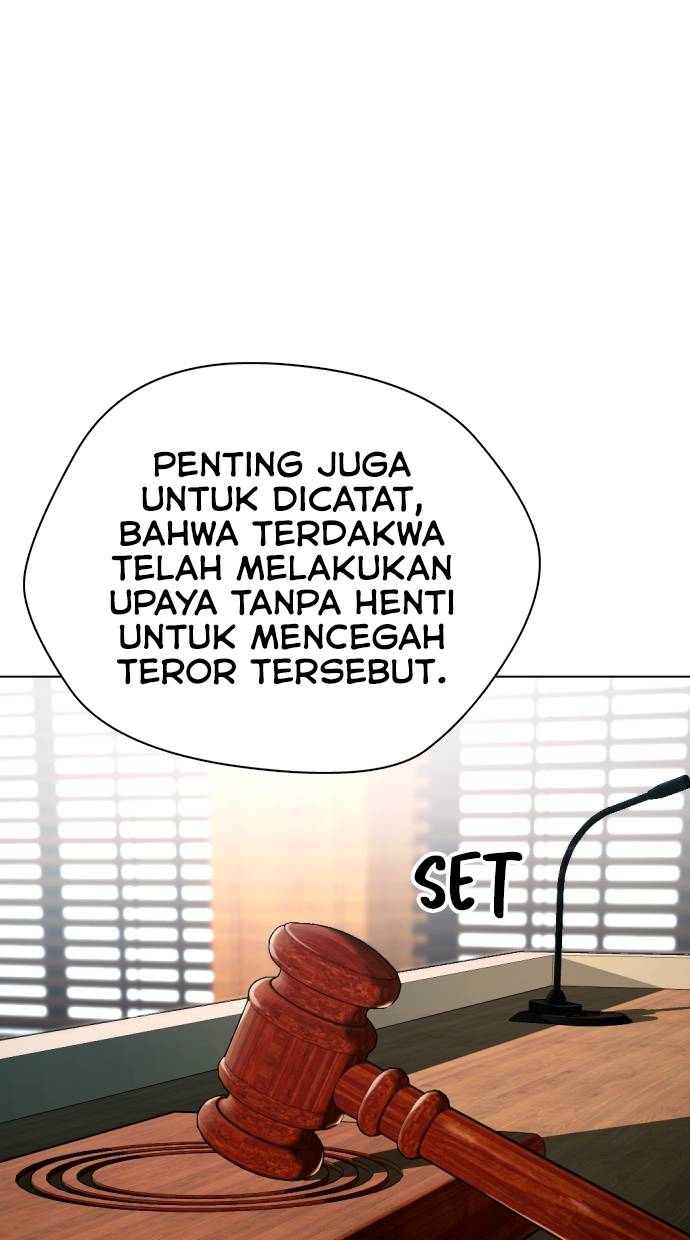 PENTING JUGA
UNTUK DICATAT,
BAHWA TERDAKWA
TELAH MELAKUKAN
UPAYA TANPA HENTI
UNTUK MENCEGAH
TEROR TERSEBUT.
SET